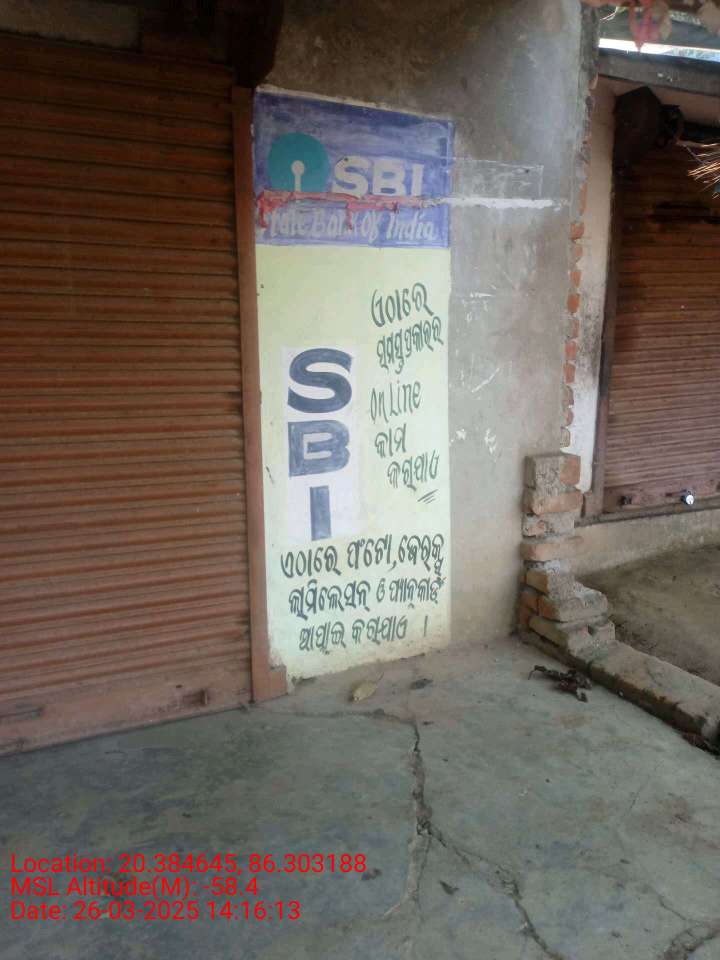 SBI
State Bank Of India
ଏଠାରେ
ସମସ୍ତ ପ୍ରକାରର
OnLine
କାମ
କରାଯାଏ
SBI
ଏଠାରେ ଫଟୋ, ଜେରକ୍ସ
ଲାମିଲେସନ୍ ଓ ପ୍ୟାନ୍‌କାର୍ଡ
ଆପ୍ଲାଇ କରାଯାଏ ।
Location: 20.384645, 86.303188
MSL Altitude(M): -58.4
Date: 26-03-2025 14:16:13